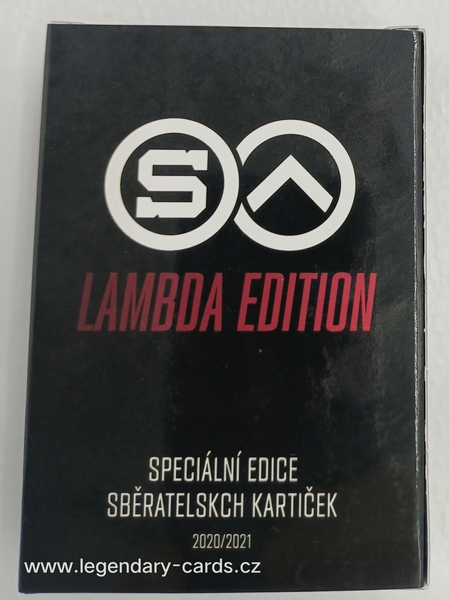 S Λ
LAMBDA EDITION
SPECIÁLNÍ EDICE
SBĚRATELSKCH KARTIČEK
2020/2021
www.legendary-cards.cz